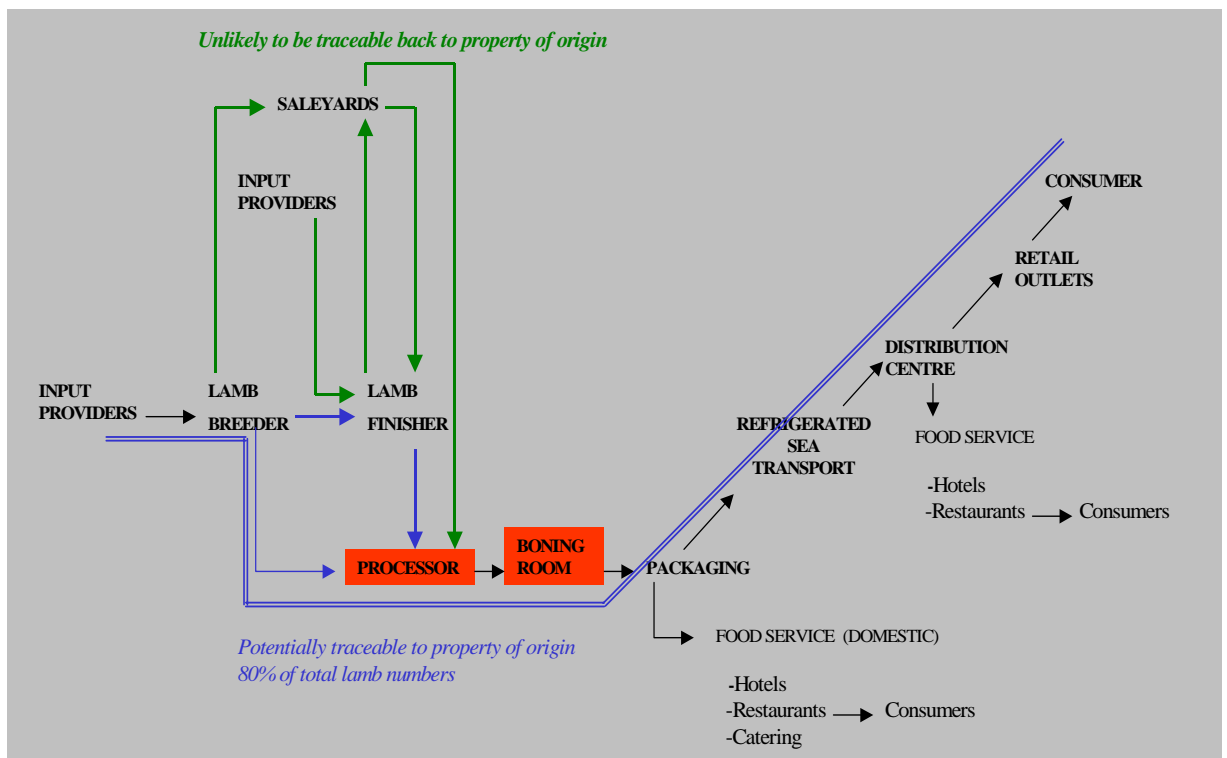 Unlikely to be traceable back to property of origin
SALEYARDS
INPUT
PROVIDERS
CONSUMER
RETAIL
OUTLETS
DISTRIBUTION
CENTRE
INPUT
PROVIDERS
LAMB
BREEDER
LAMB
FINISHER
REFRIGERATED
SEA
TRANSPORT
FOOD SERVICE
-Hotels
-Restaurants
Consumers
PROCESSOR
BONING
ROOM
PACKAGING
Potentially traceable to property of origin
80% of total lamb numbers
FOOD SERVICE (DOMESTIC)
-Hotels
-Restaurants
Consumers
-Catering